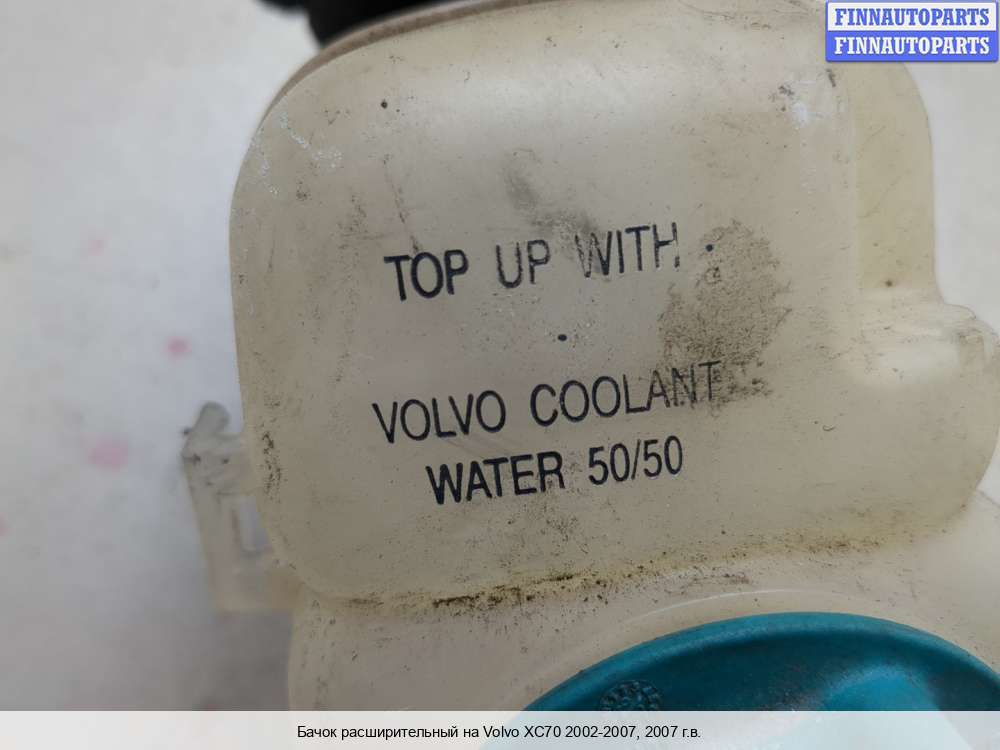 FINNAUTOPARTS
FINNAUTOPARTS
TOP UP WITH
VOLVO COOLANT
WATER 50/50
Бачок расширительный на Volvo XC70 2002-2007, 2007 г.в.